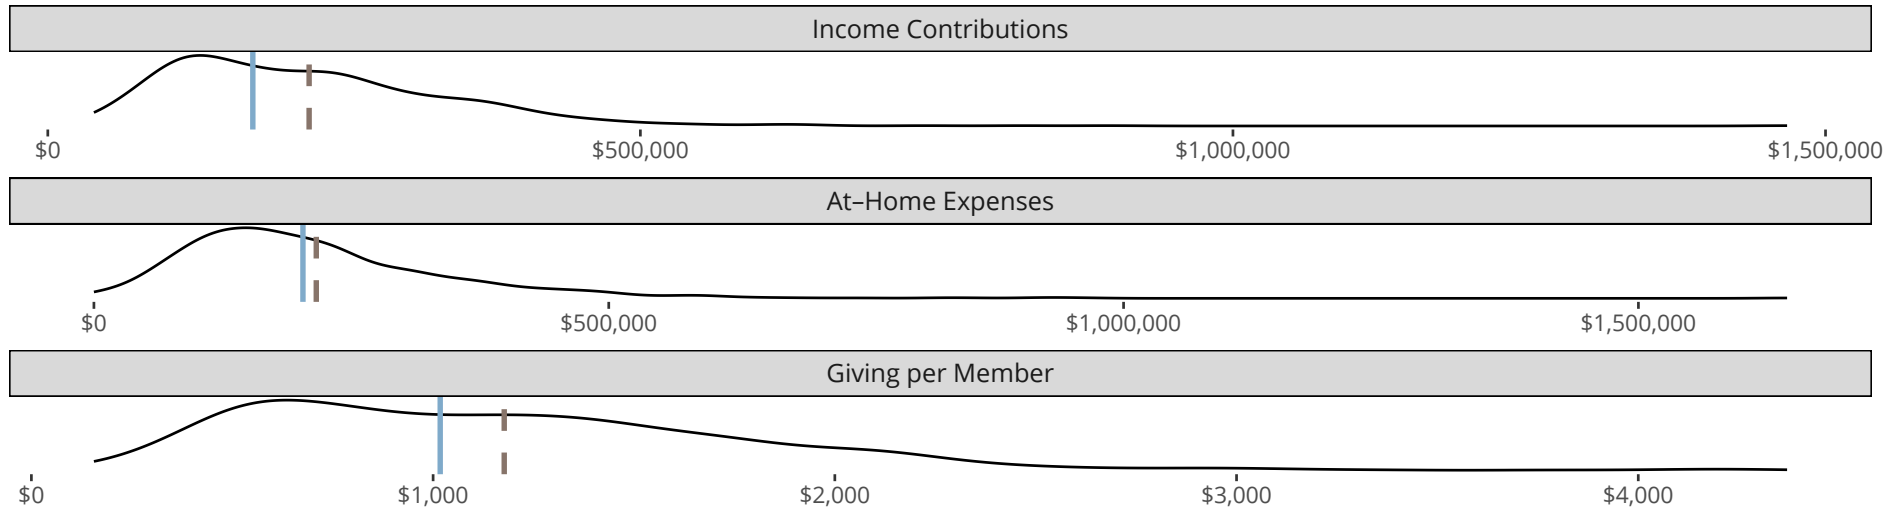 Income Contributions
$0 $500,000 $1,000,000 $1,500,000
At–Home Expenses
$0 $500,000 $1,000,000 $1,500,000
Giving per Member
$0 $1,000 $2,000 $3,000 $4,000